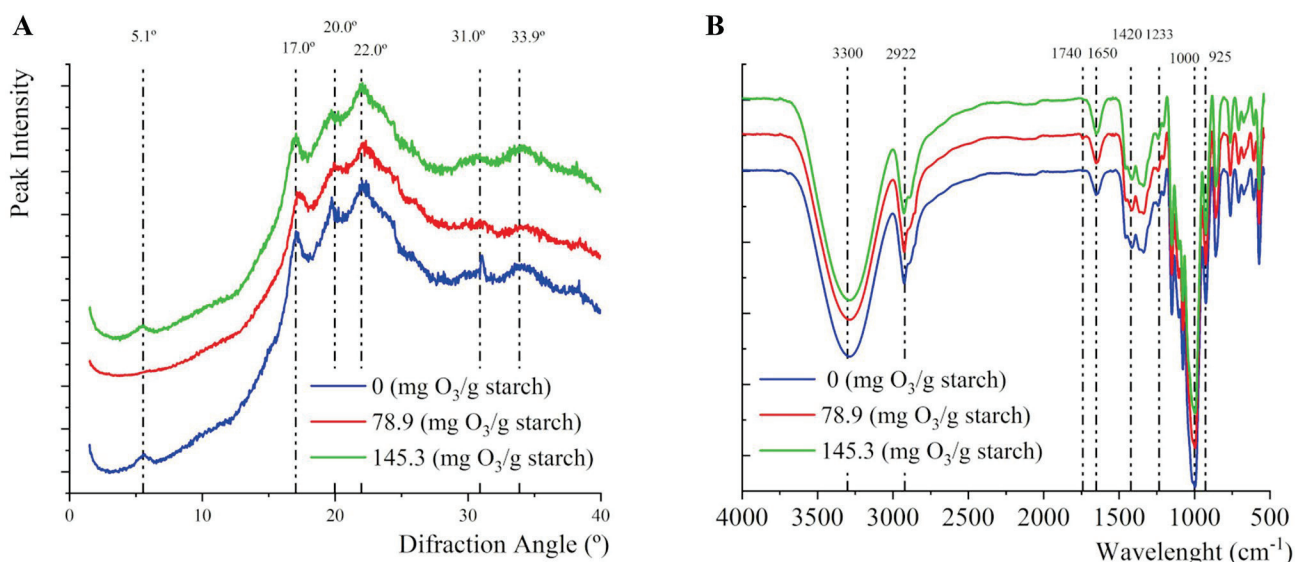 A
5.1º
17.0º
20.0º
22.0º
31.0º
33.9º
Peak Intensity
0 (mg O₃/g starch)
78.9 (mg O₃/g starch)
145.3 (mg O₃/g starch)
0
10
20
30
40
Difraction Angle (º)
B
3300
2922
1740
1650
1420
1233
1000
925
0 (mg O₃/g starch)
78.9 (mg O₃/g starch)
145.3 (mg O₃/g starch)
4000
3500
3000
2500
2000
1500
1000
500
Wavelenght (cm⁻¹)